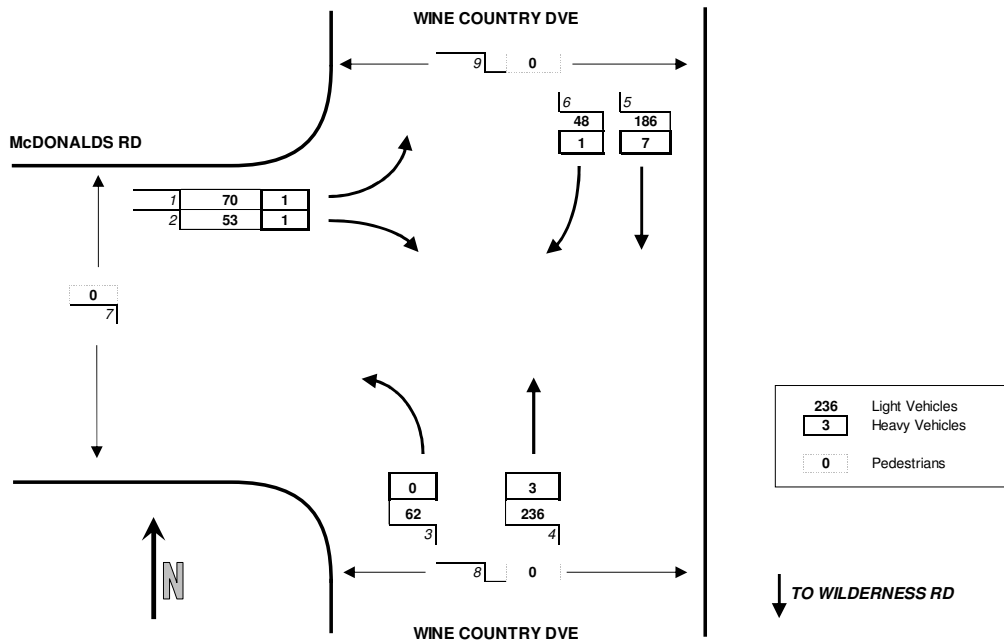 WINE COUNTRY DVE
9 0
6 5
48 186
1 7
McDONALDS RD
1 70 1
2 53 1
0
7
236 Light Vehicles
3 Heavy Vehicles
0 Pedestrians
0 3
62 236
3 4
8 0
N
TO WILDERNESS RD
WINE COUNTRY DVE